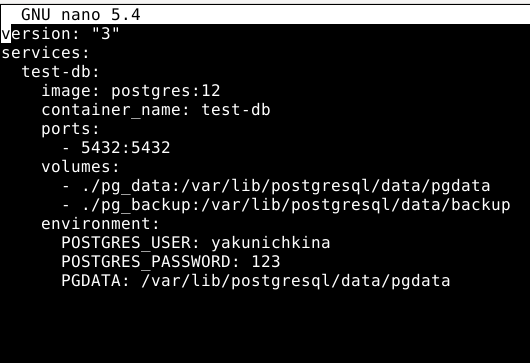 GNU nano 5.4
version: "3"
services:
  test-db:
    image: postgres:12
    container_name: test-db
    ports:
      - 5432:5432
    volumes:
      - ./pg_data:/var/lib/postgresql/data/pgdata
      - ./pg_backup:/var/lib/postgresql/data/backup
    environment:
      POSTGRES_USER: yakunichkina
      POSTGRES_PASSWORD: 123
      PGDATA: /var/lib/postgresql/data/pgdata